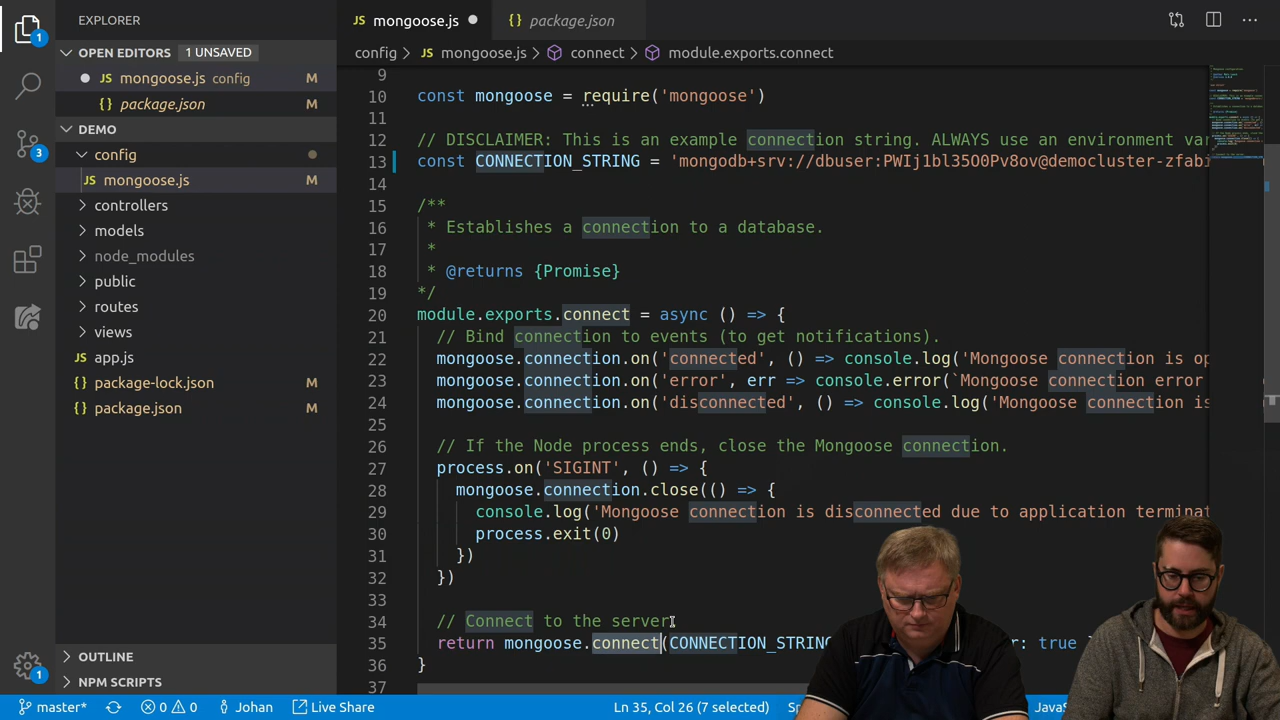 EXPLORER
OPEN EDITORS 1 UNSAVED
mongoose.js config M
package.json M
DEMO
config
JS mongoose.js M
controllers
models
node_modules
public
routes
views
JS app.js
{} package-lock.json M
{} package.json M
OUTLINE
NPM SCRIPTS
1
3
1
JS mongoose.js
{} package.json
config > JS mongoose.js > connect > module.exports.connect
9
10 const mongoose = require('mongoose')
11
12 // DISCLAIMER: This is an example connection string. ALWAYS use an environment var
13 const CONNECTION_STRING = 'mongodb+srv://dbuser:PWIj1bl35O0Pv8ov@democluster-zfabi
14
15 /**
16 * Establishes a connection to a database.
17 *
18 * @returns {Promise}
19 */
20 module.exports.connect = async () => {
21 // Bind connection to events (to get notifications).
22 mongoose.connection.on('connected', () => console.log('Mongoose connection is op
23 mongoose.connection.on('error', err => console.error(`Mongoose connection error
24 mongoose.connection.on('disconnected', () => console.log('Mongoose connection is
25
26 // If the Node process ends, close the Mongoose connection.
27 process.on('SIGINT', () => {
28 mongoose.connection.close(() => {
29 console.log('Mongoose connection is disconnected due to application terminat
30 process.exit(0)
31 })
32 })
33
34 // Connect to the server
35 return mongoose.connect(CONNECTION_STRING : true
36 }
37
master* 0 0 Johan Live Share Ln 35, Col 26 (7 selected)